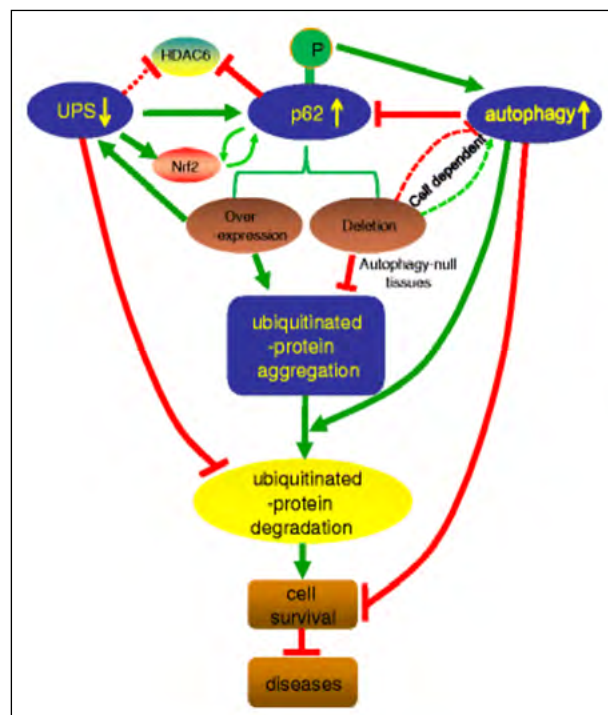 HDAC6
P
UPS
p62
autophagy
Nrf2
Cell dependent
Over
-expression
Deletion
Autophagy-null
tissues
ubiquitinated
-protein
aggregation
ubiquitinated
-protein
degradation
cell
survival
diseases